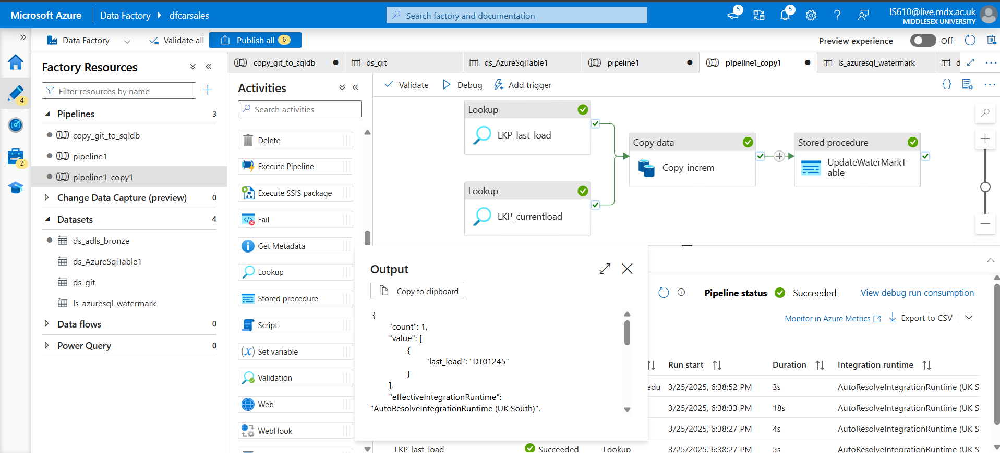 Microsoft Azure
Data Factory
dfcarsales
Search factory and documentation
5
5
IS610@live.mdx.ac.uk
MIDDLESEX UNIVERSITY
Data Factory
Validate all
Publish all 6
Preview experience
Off
4
2
Factory Resources
Filter resources by name
Pipelines 3
copy_git_to_sqldb
pipeline1
pipeline1_copy1
Change Data Capture (preview) 0
Datasets 4
ds_adls_bronze
ds_AzureSqlTable1
ds_git
ls_azuresql_watermark
Data flows 0
Power Query 0
copy_git_to_sqldb
ds_git
ds_AzureSqlTable1
pipeline1
pipeline1_copy1
ls_azuresql_watermark
d
Activities
Search activities
Delete
Execute Pipeline
Execute SSIS package
Fail
Get Metadata
Lookup
Stored procedure
Script
(x) Set variable
Validation
Web
WebHook
Validate
Debug
Add trigger
{}
Lookup
LKP_last_load
Lookup
LKP_currentload
Copy data
Copy_increm
Stored procedure
UpdateWaterMarkT
able
Output
Copy to clipboard
{
"count": 1,
"value": [
{
"last_load": "DT01245"
}
],
"effectiveIntegrationRuntime":
"AutoResolveIntegrationRuntime (UK South)",
Pipeline status Succeeded
View debug run consumption
Monitor in Azure Metrics
Export to CSV
Run start
Duration
Integration runtime
edu 3/25/2025, 6:38:52 PM 3s AutoResolveIntegrationRuntime (UK S
3/25/2025, 6:38:33 PM 18s AutoResolveIntegrationRuntime (UK S
3/25/2025, 6:38:27 PM 4s AutoResolveIntegrationRuntime (UK S
LKP_last_load Succeeded Lookup 3/25/2025, 6:38:27 PM 5s AutoResolveIntegrationRuntime (UK S